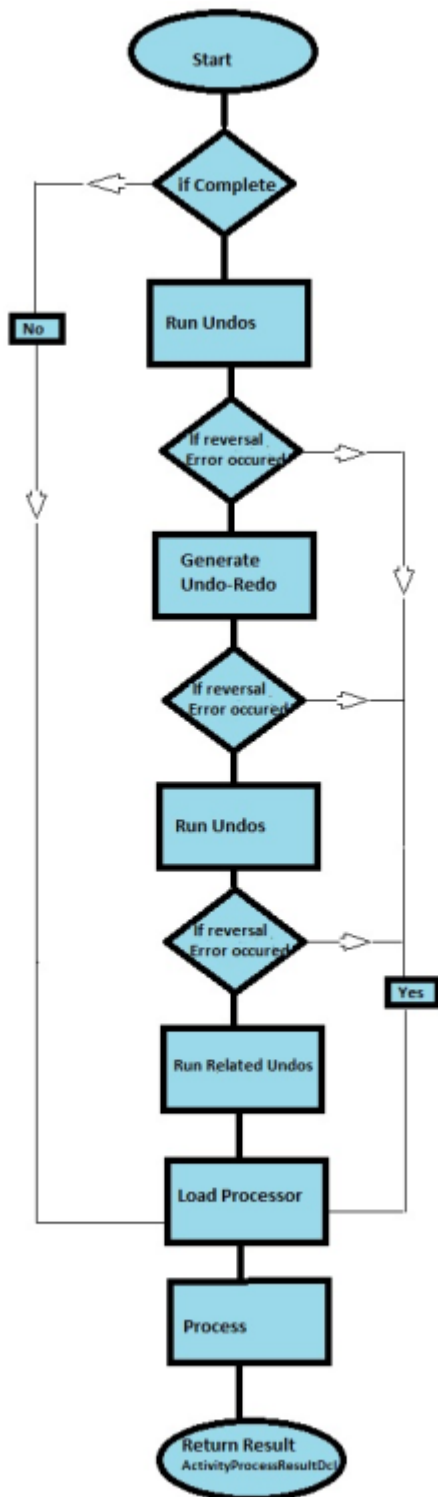 Start
if Complete
No
Run Undos
If reversal
Error occured
Generate
Undo-Redo
If reversal
Error occured
Run Undos
If reversal
Error occured
Yes
Run Related Undos
Load Processor
Process
Return Result
ActivityProcessResultDcl